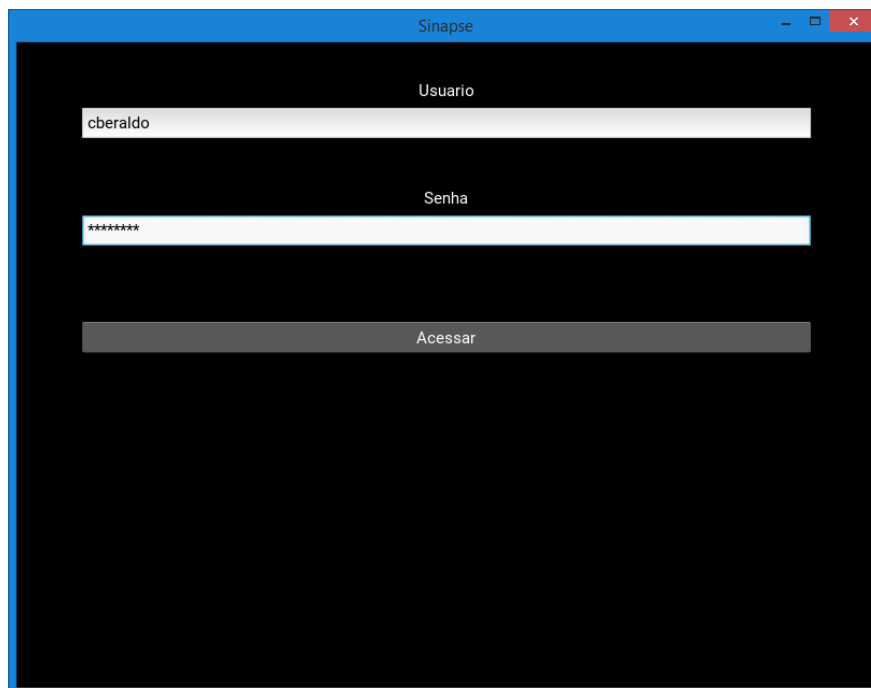 Sinapse
Usuario
cberaldo
Senha
********
Acessar